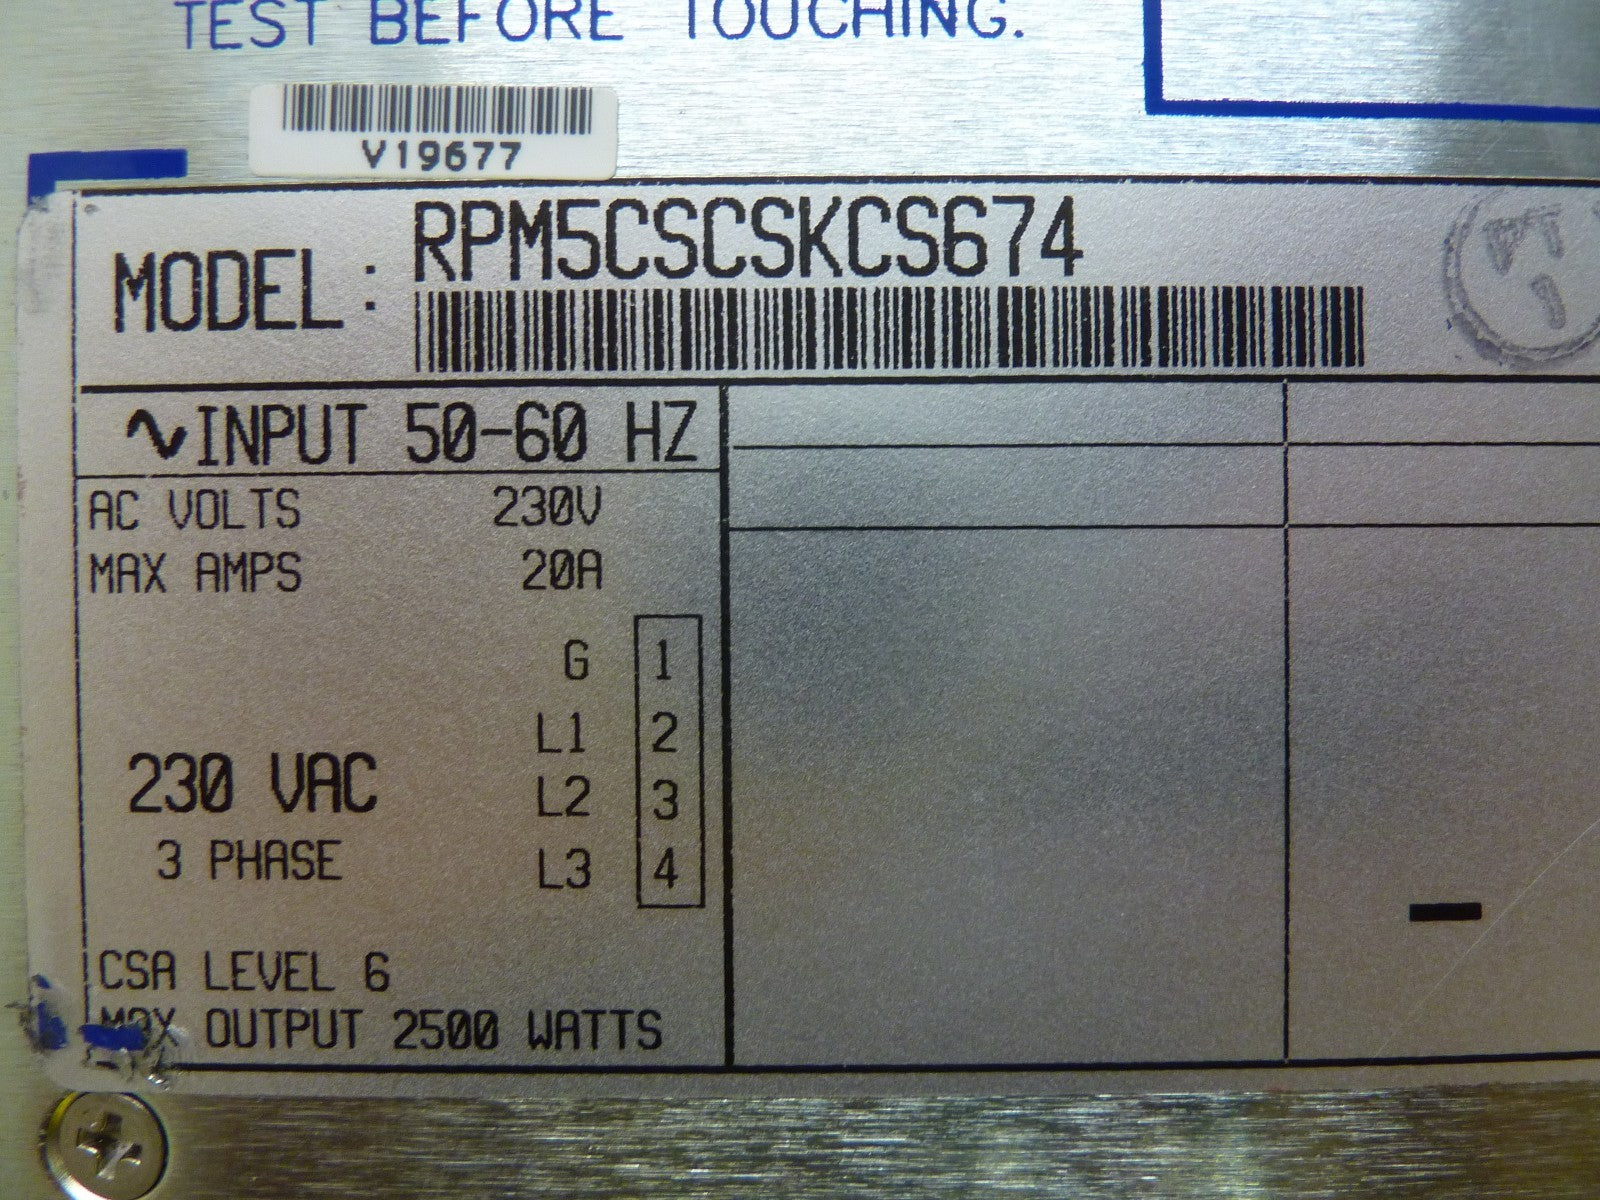 TEST BEFORE TOUCHING.
V19677
MODEL: RPM5CSCSKCS674
∿INPUT 50-60 HZ
AC VOLTS 230V
MAX AMPS 20A
G 1
L1 2
230 VAC L2 3
3 PHASE L3 4
CSA LEVEL 6
MAX OUTPUT 2500 WATTS